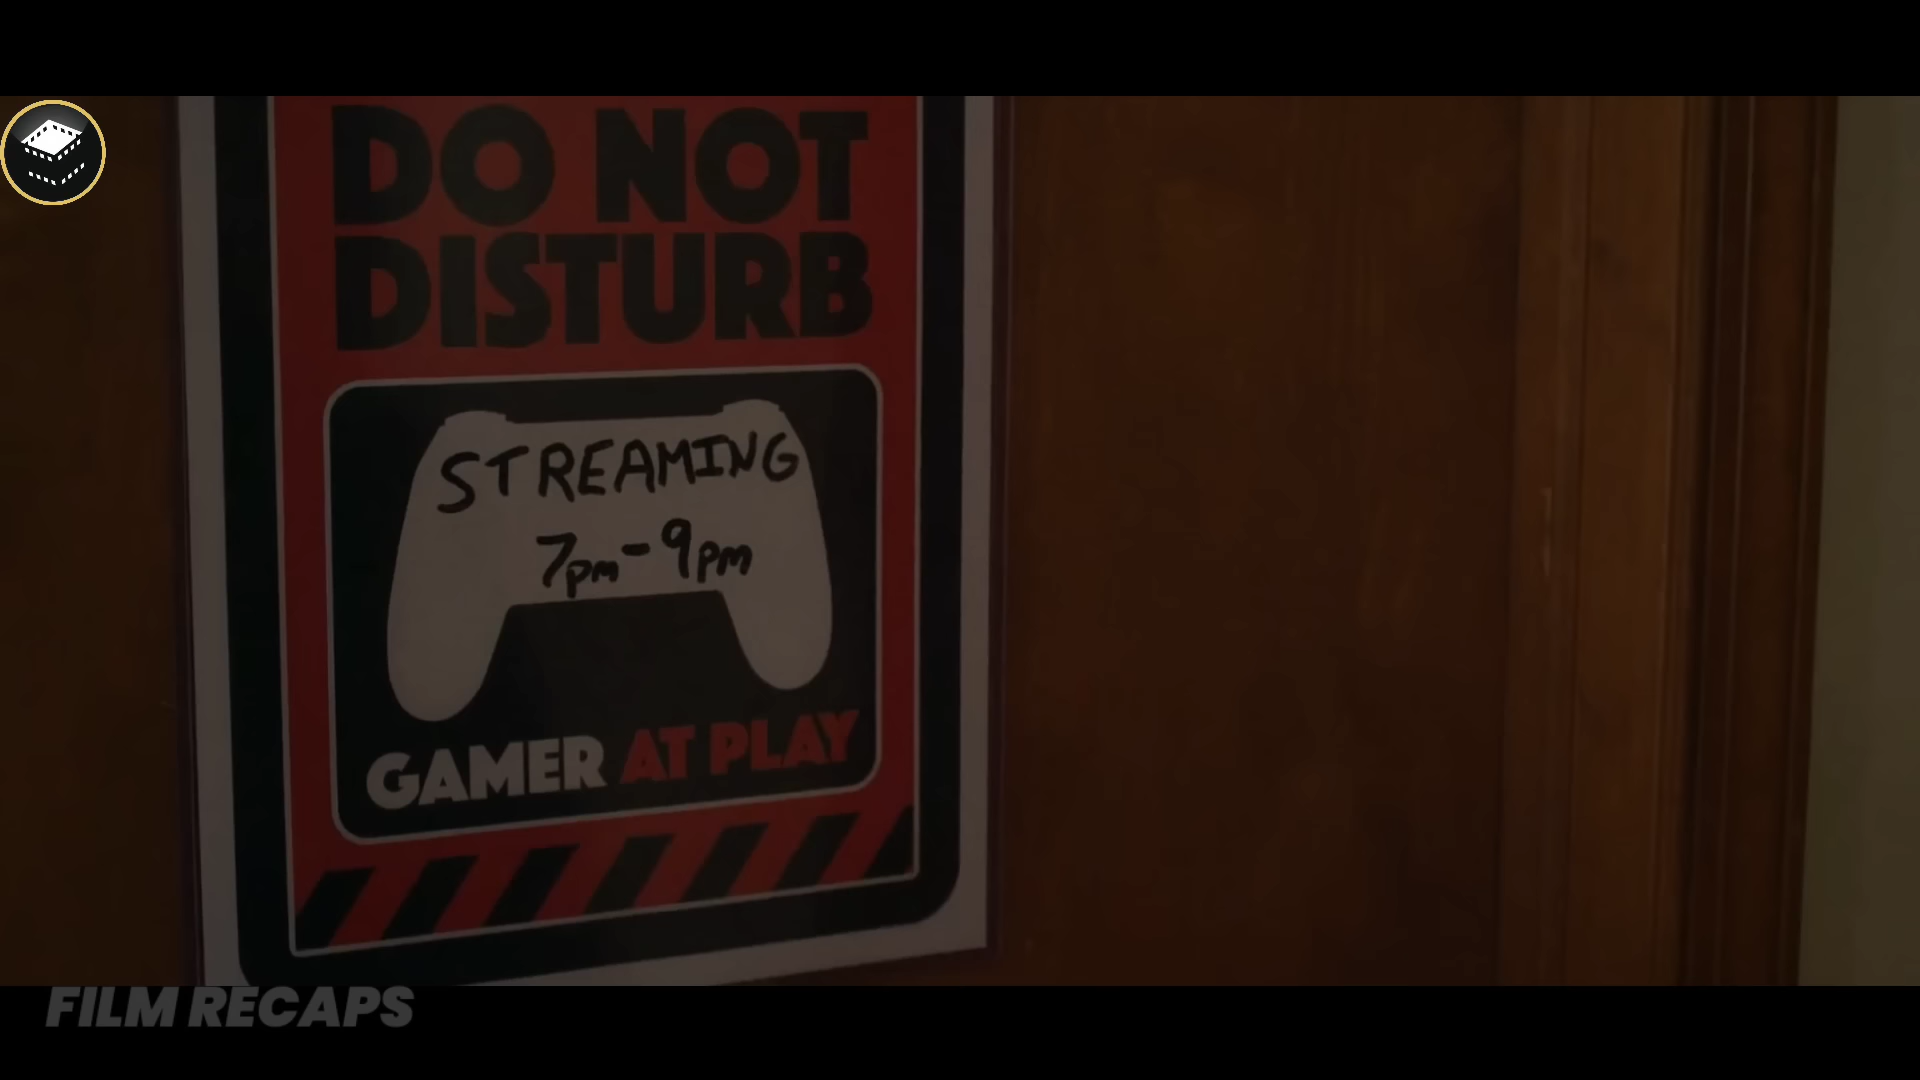 DO NOT
DISTURB
STREAMING
7pm-9pm
GAMER AT PLAY
FILM RECAPS